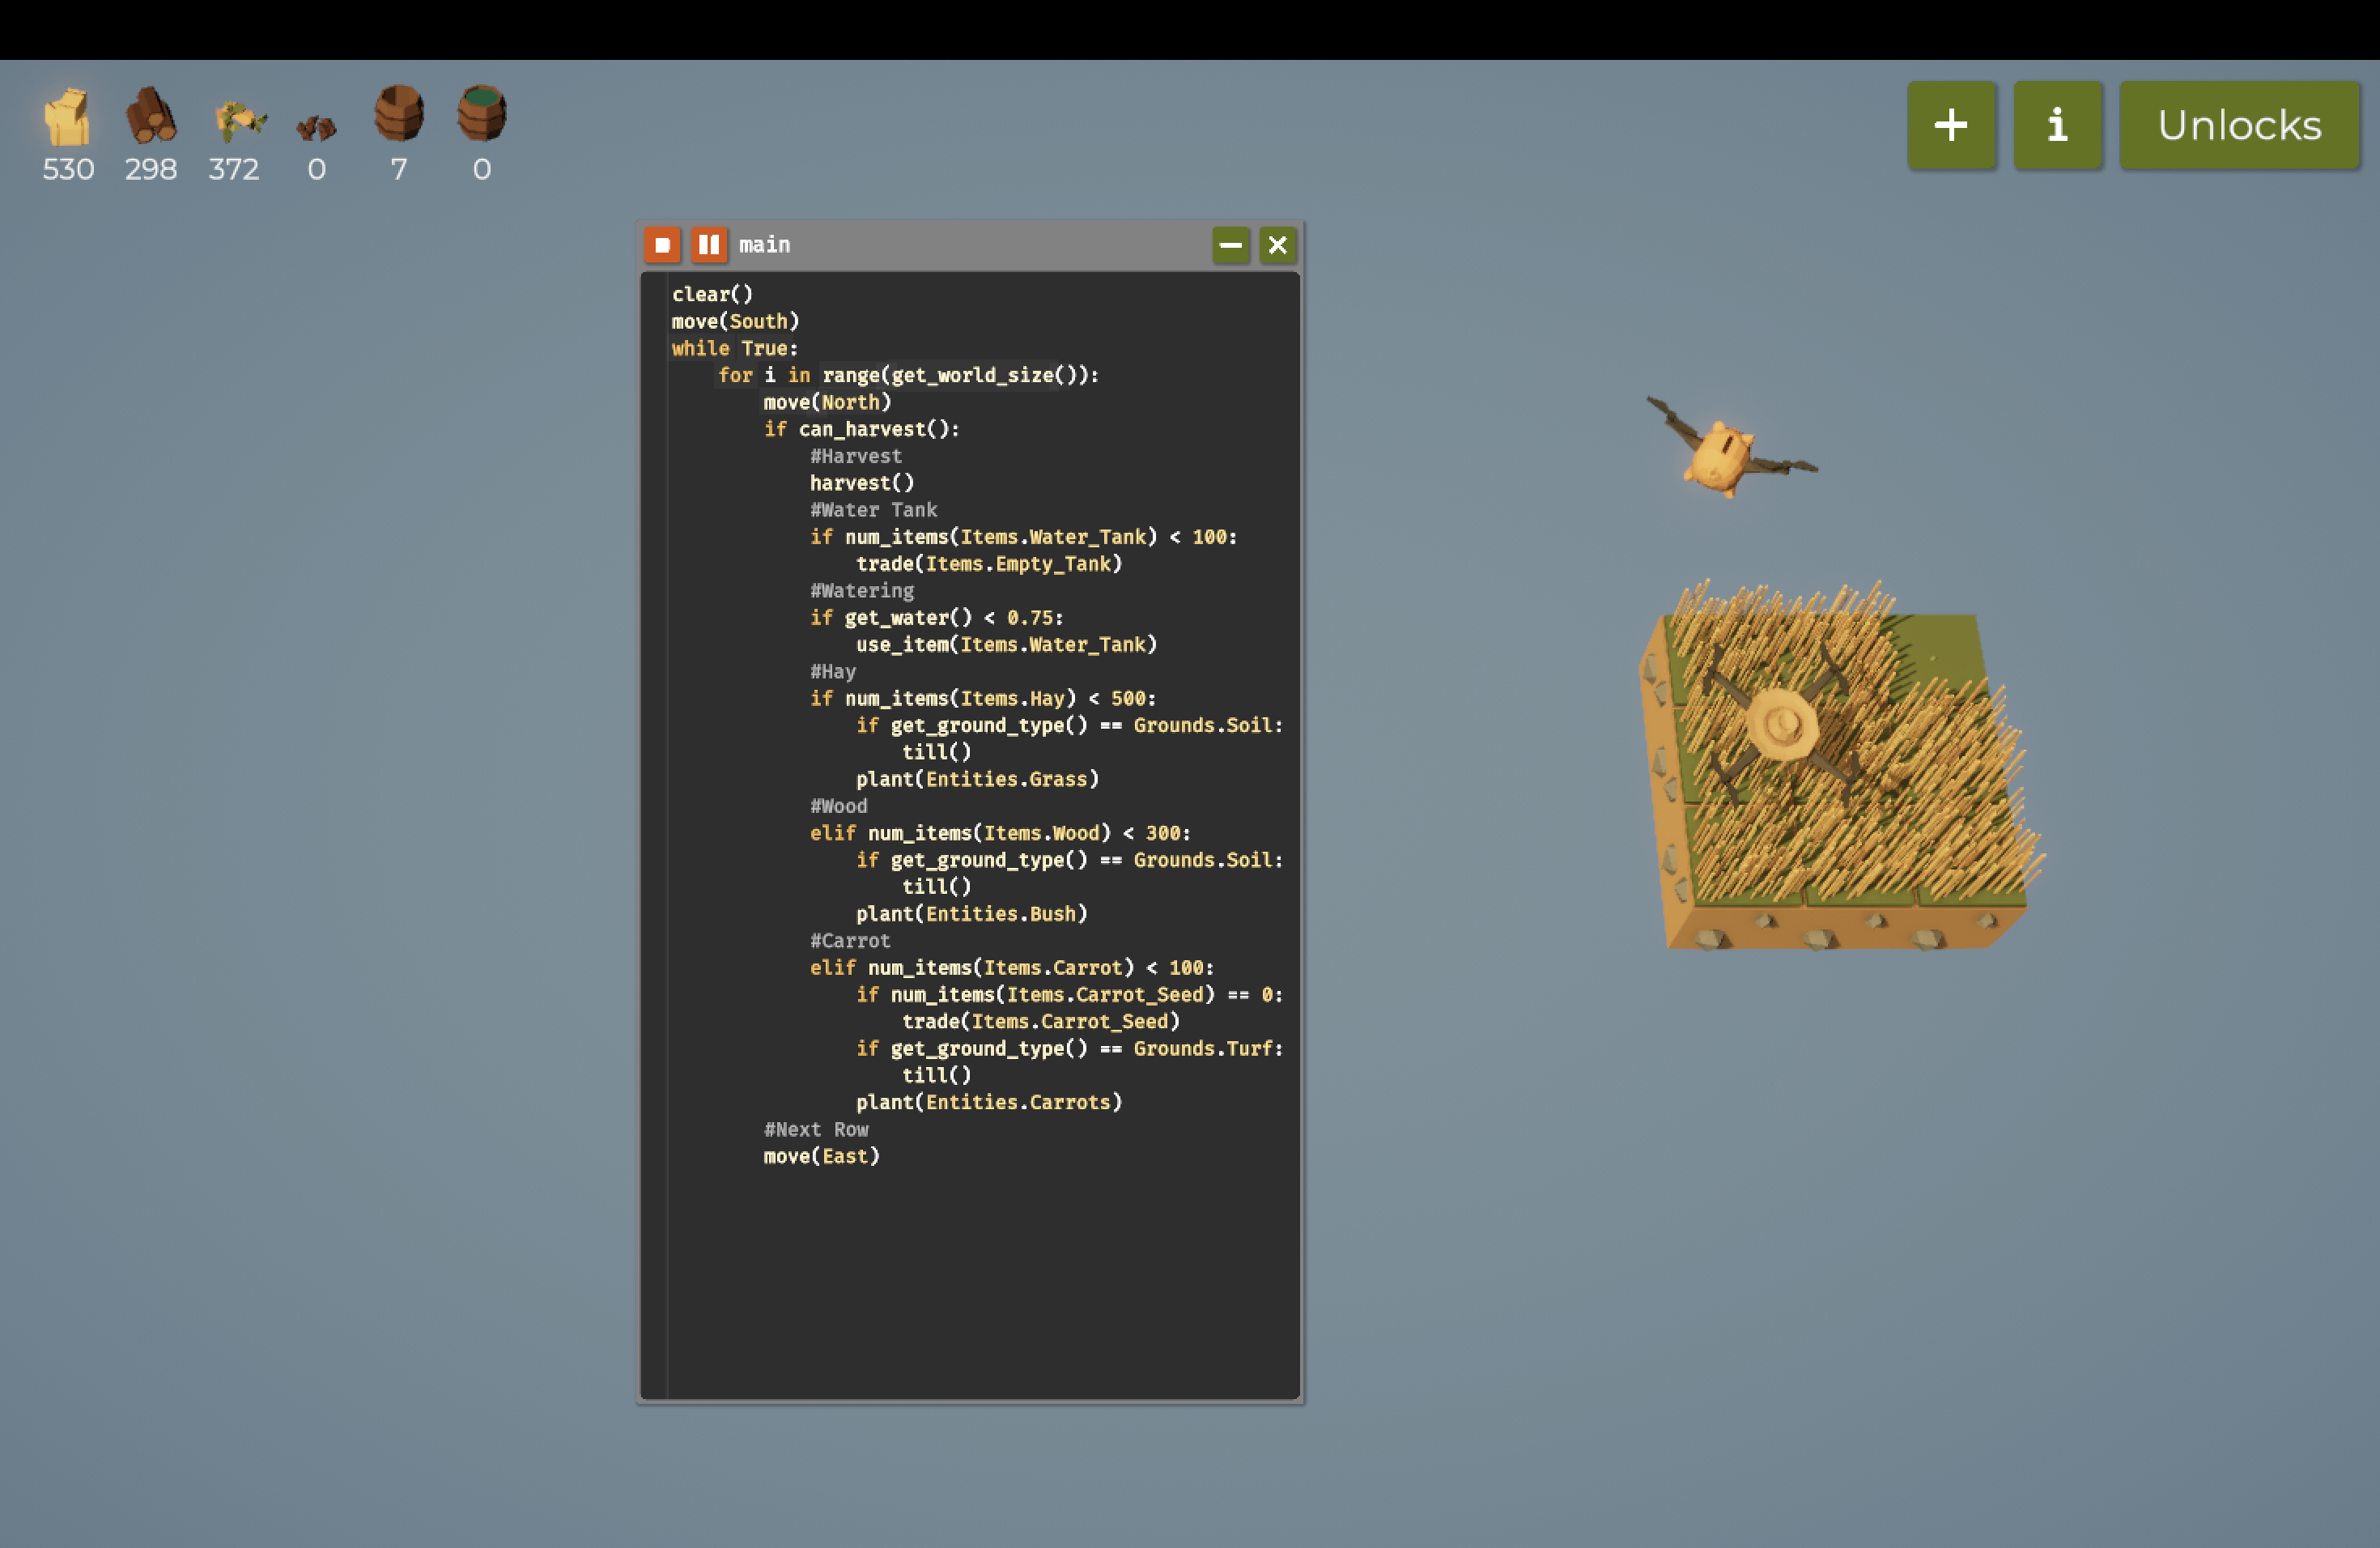 530 298 372 0 7 0
+ i Unlocks
main
clear()
move(South)
while True:
    for i in range(get_world_size()):
        move(North)
        if can_harvest():
            #Harvest
            harvest()
            #Water Tank
            if num_items(Items.Water_Tank) < 100:
                trade(Items.Empty_Tank)
            #Watering
            if get_water() < 0.75:
                use_item(Items.Water_Tank)
            #Hay
            if num_items(Items.Hay) < 500:
                if get_ground_type() == Grounds.Soil:
                    till()
                plant(Entities.Grass)
            #Wood
            elif num_items(Items.Wood) < 300:
                if get_ground_type() == Grounds.Soil:
                    till()
                plant(Entities.Bush)
            #Carrot
            elif num_items(Items.Carrot) < 100:
                if num_items(Items.Carrot_Seed) == 0:
                    trade(Items.Carrot_Seed)
                if get_ground_type() == Grounds.Turf:
                    till()
                plant(Entities.Carrots)
        #Next Row
        move(East)